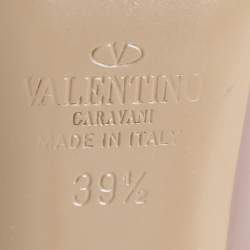 VALENTINO
GARAVANI
MADE IN ITALY
39½